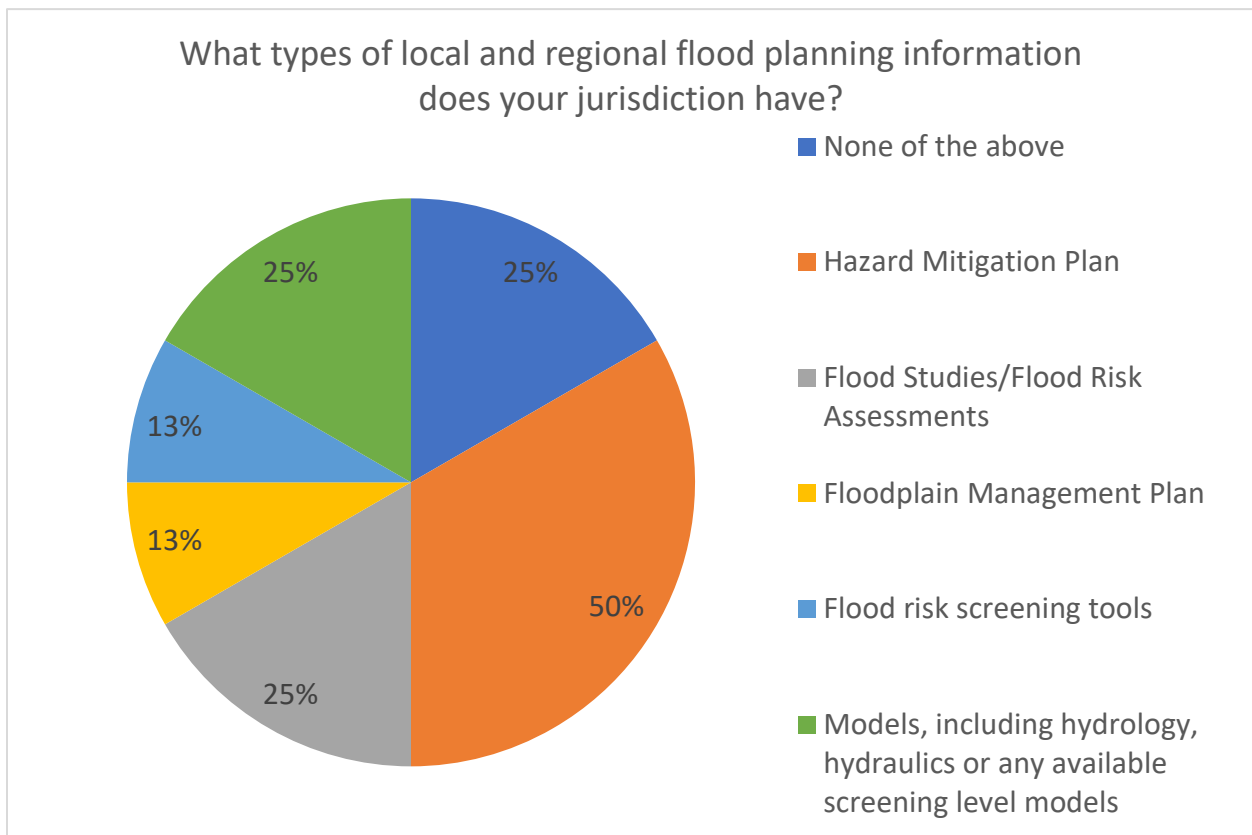 What types of local and regional flood planning information
does your jurisdiction have?
None of the above
Hazard Mitigation Plan
Flood Studies/Flood Risk
Assessments
Floodplain Management Plan
Flood risk screening tools
Models, including hydrology,
hydraulics or any available
screening level models
25%
25%
13%
13%
50%
25%